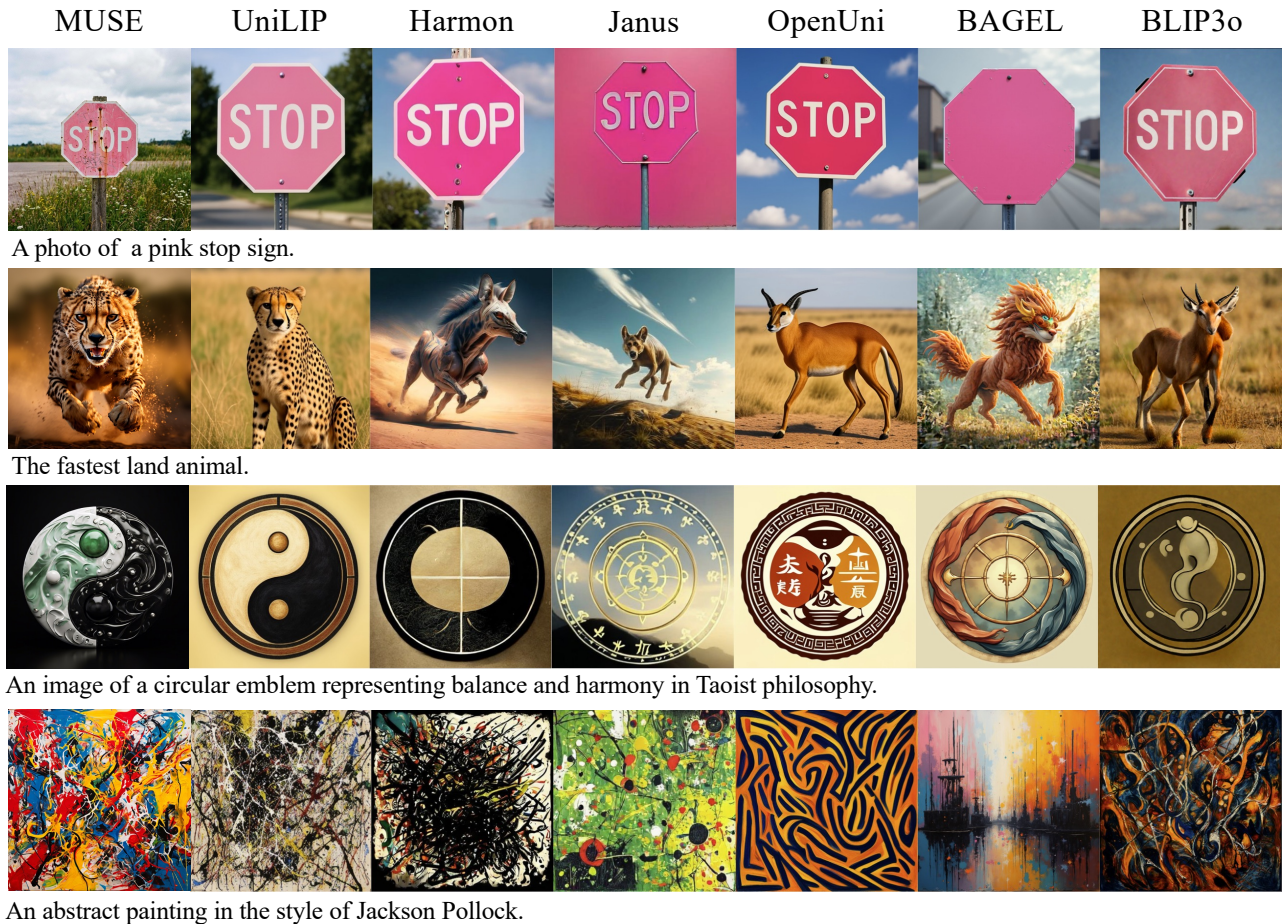 MUSE UniLIP Harmon Janus OpenUni BAGEL BLIP3o
STOP STOP STOP STOP STOP STIOP
A photo of a pink stop sign.
The fastest land animal.
An image of a circular emblem representing balance and harmony in Taoist philosophy.
An abstract painting in the style of Jackson Pollock.